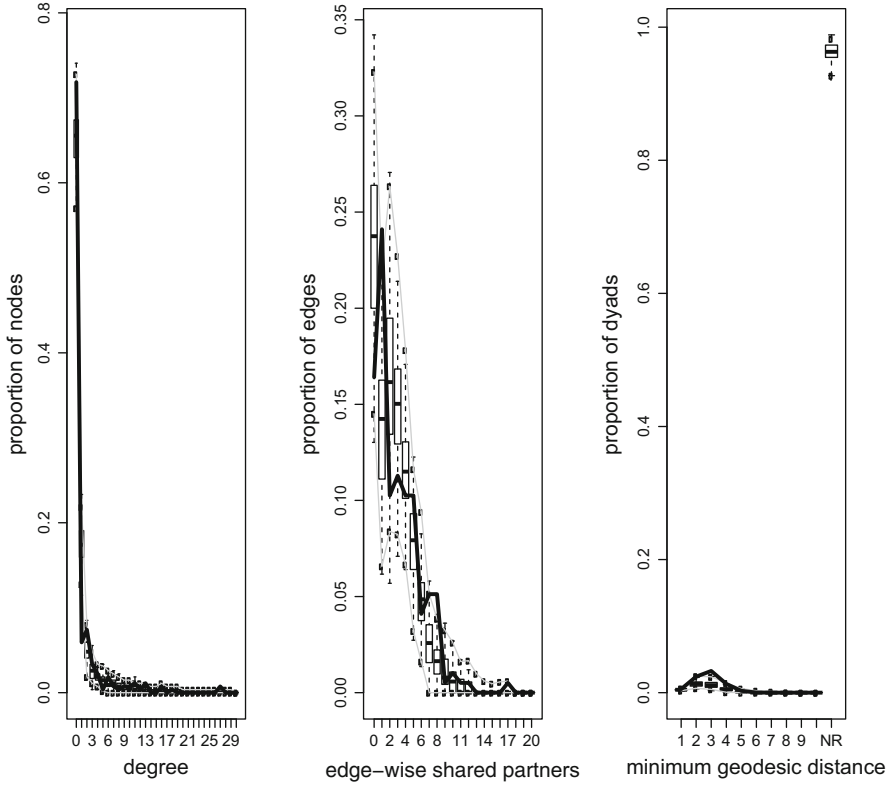 0.8
0.6
0.4
0.2
0.0
proportion of nodes
0 3 6 9 13 17 21 25 29
degree
0.35
0.30
0.25
0.20
0.15
0.10
0.05
0.00
proportion of edges
0 2 4 6 8 11 14 17 20
edge−wise shared partners
1.0
0.8
0.6
0.4
0.2
0.0
proportion of dyads
1 2 3 4 5 6 7 8 9 NR
minimum geodesic distance